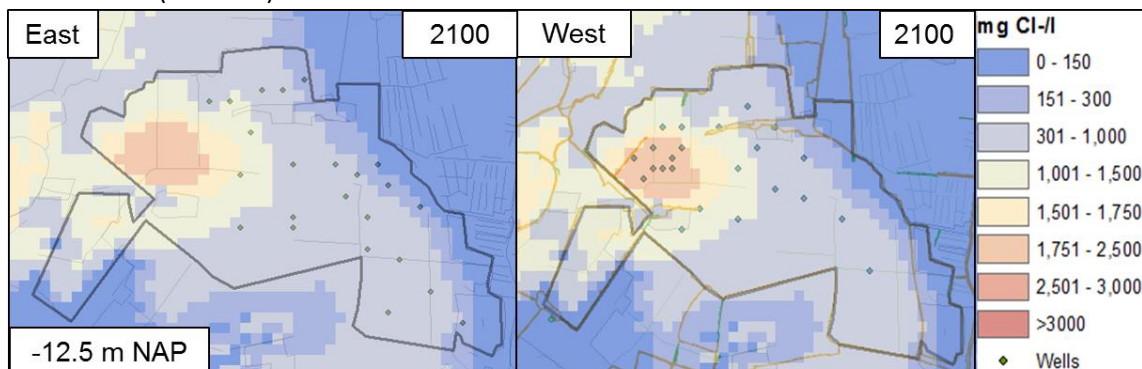 East
2100
West
2100
mg Cl-/l
0 - 150
151 - 300
301 - 1,000
1,001 - 1,500
1,501 - 1,750
1,751 - 2,500
2,501 - 3,000
>3000
Wells
-12.5 m NAP